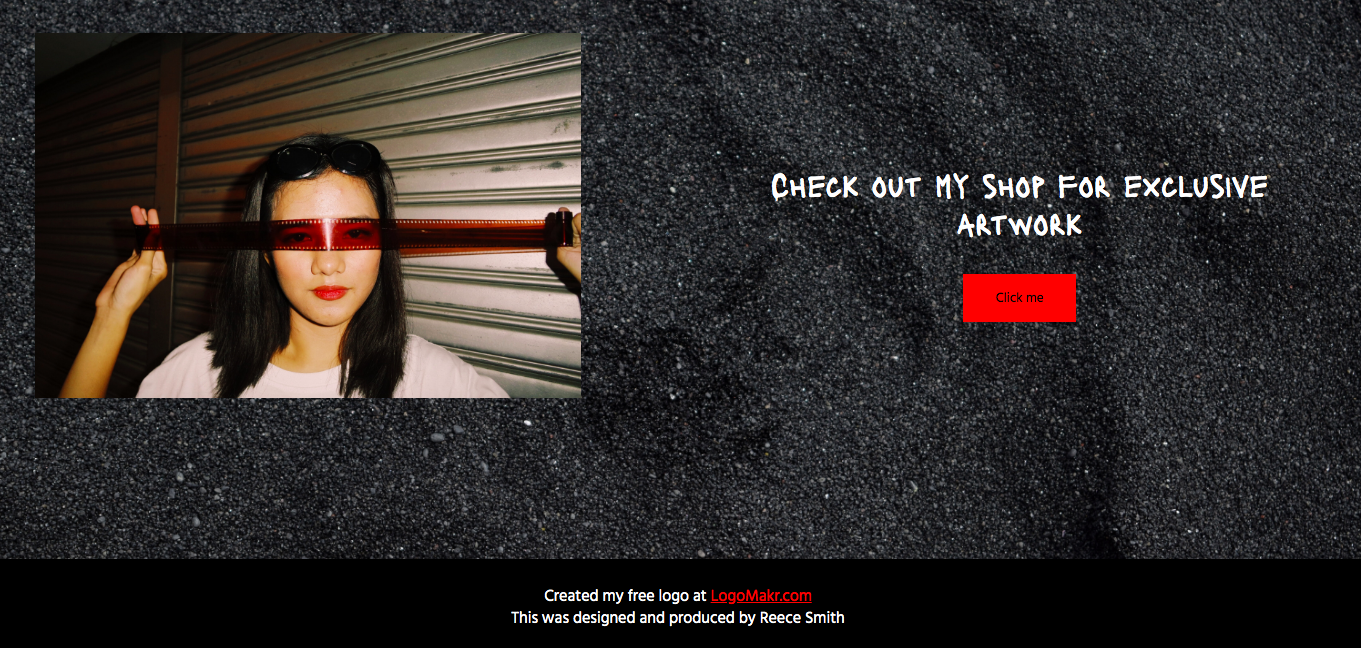 CHECK OUT MY SHOP FOR EXCLUSIVE
ARTWORK
Click me
Created my free logo at LogoMakr.com
This was designed and produced by Reece Smith